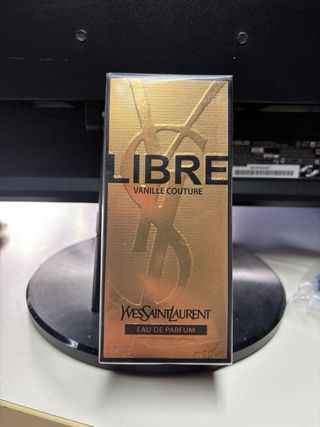 LIBRE
VANILLE COUTURE
YVESSAINTLAURENT
EAU DE PARFUM